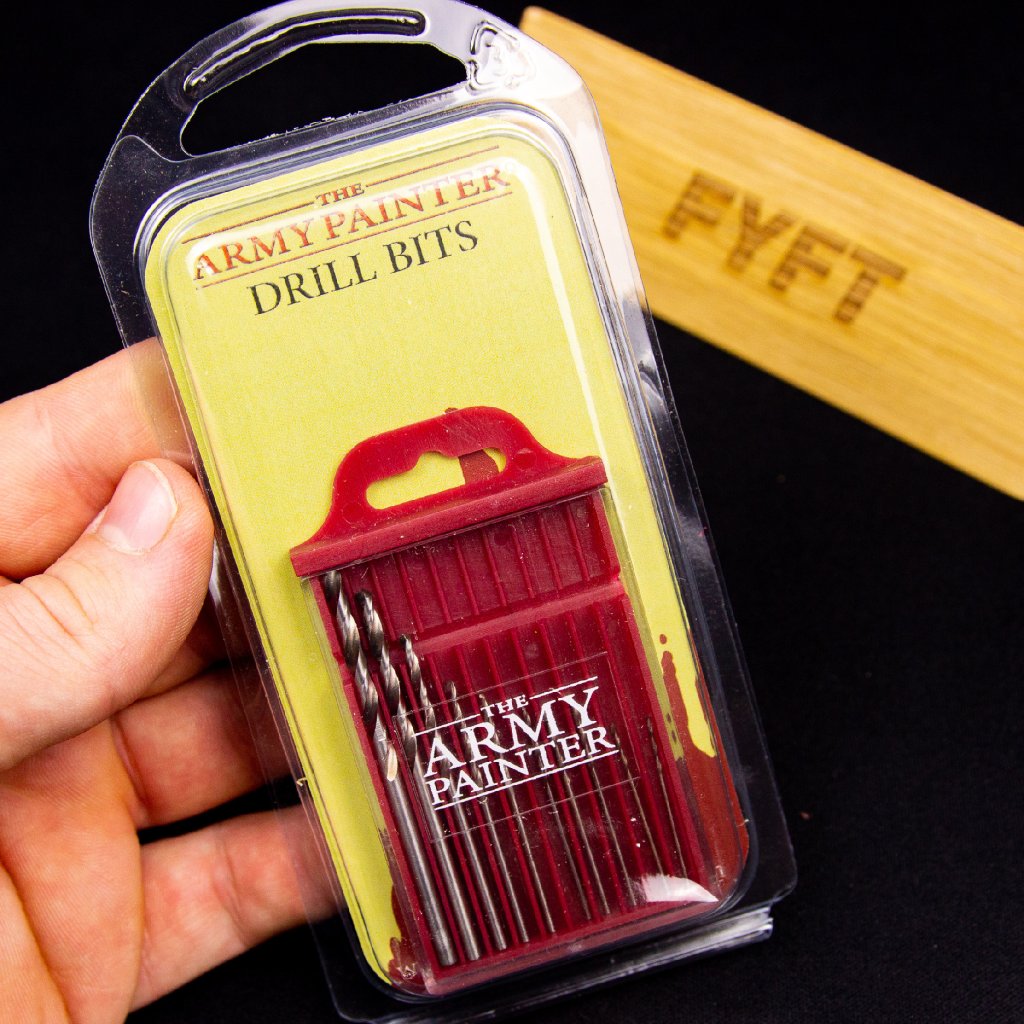 THE
ARMY PAINTER
DRILL BITS
FYFT
THE
ARMY
PAINTER